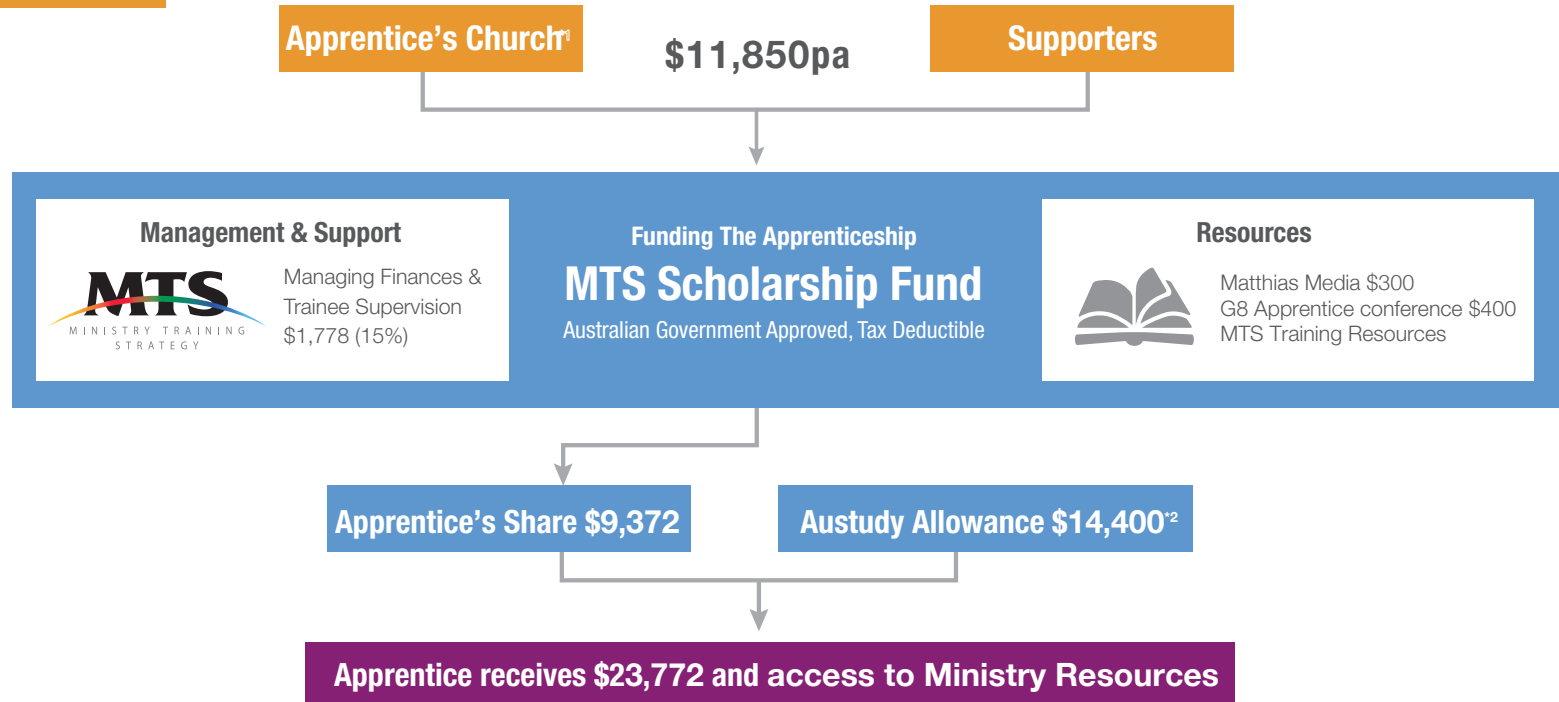 Apprentice's Church*1
$11,850pa
Supporters
Management & Support
MTS
MINISTRY TRAINING
STRATEGY
Managing Finances &
Trainee Supervision
$1,778 (15%)
Funding The Apprenticeship
MTS Scholarship Fund
Australian Government Approved, Tax Deductible
Resources
Matthias Media $300
G8 Apprentice conference $400
MTS Training Resources
Apprentice's Share $9,372
Austudy Allowance $14,400*2
Apprentice receives $23,772 and access to Ministry Resources